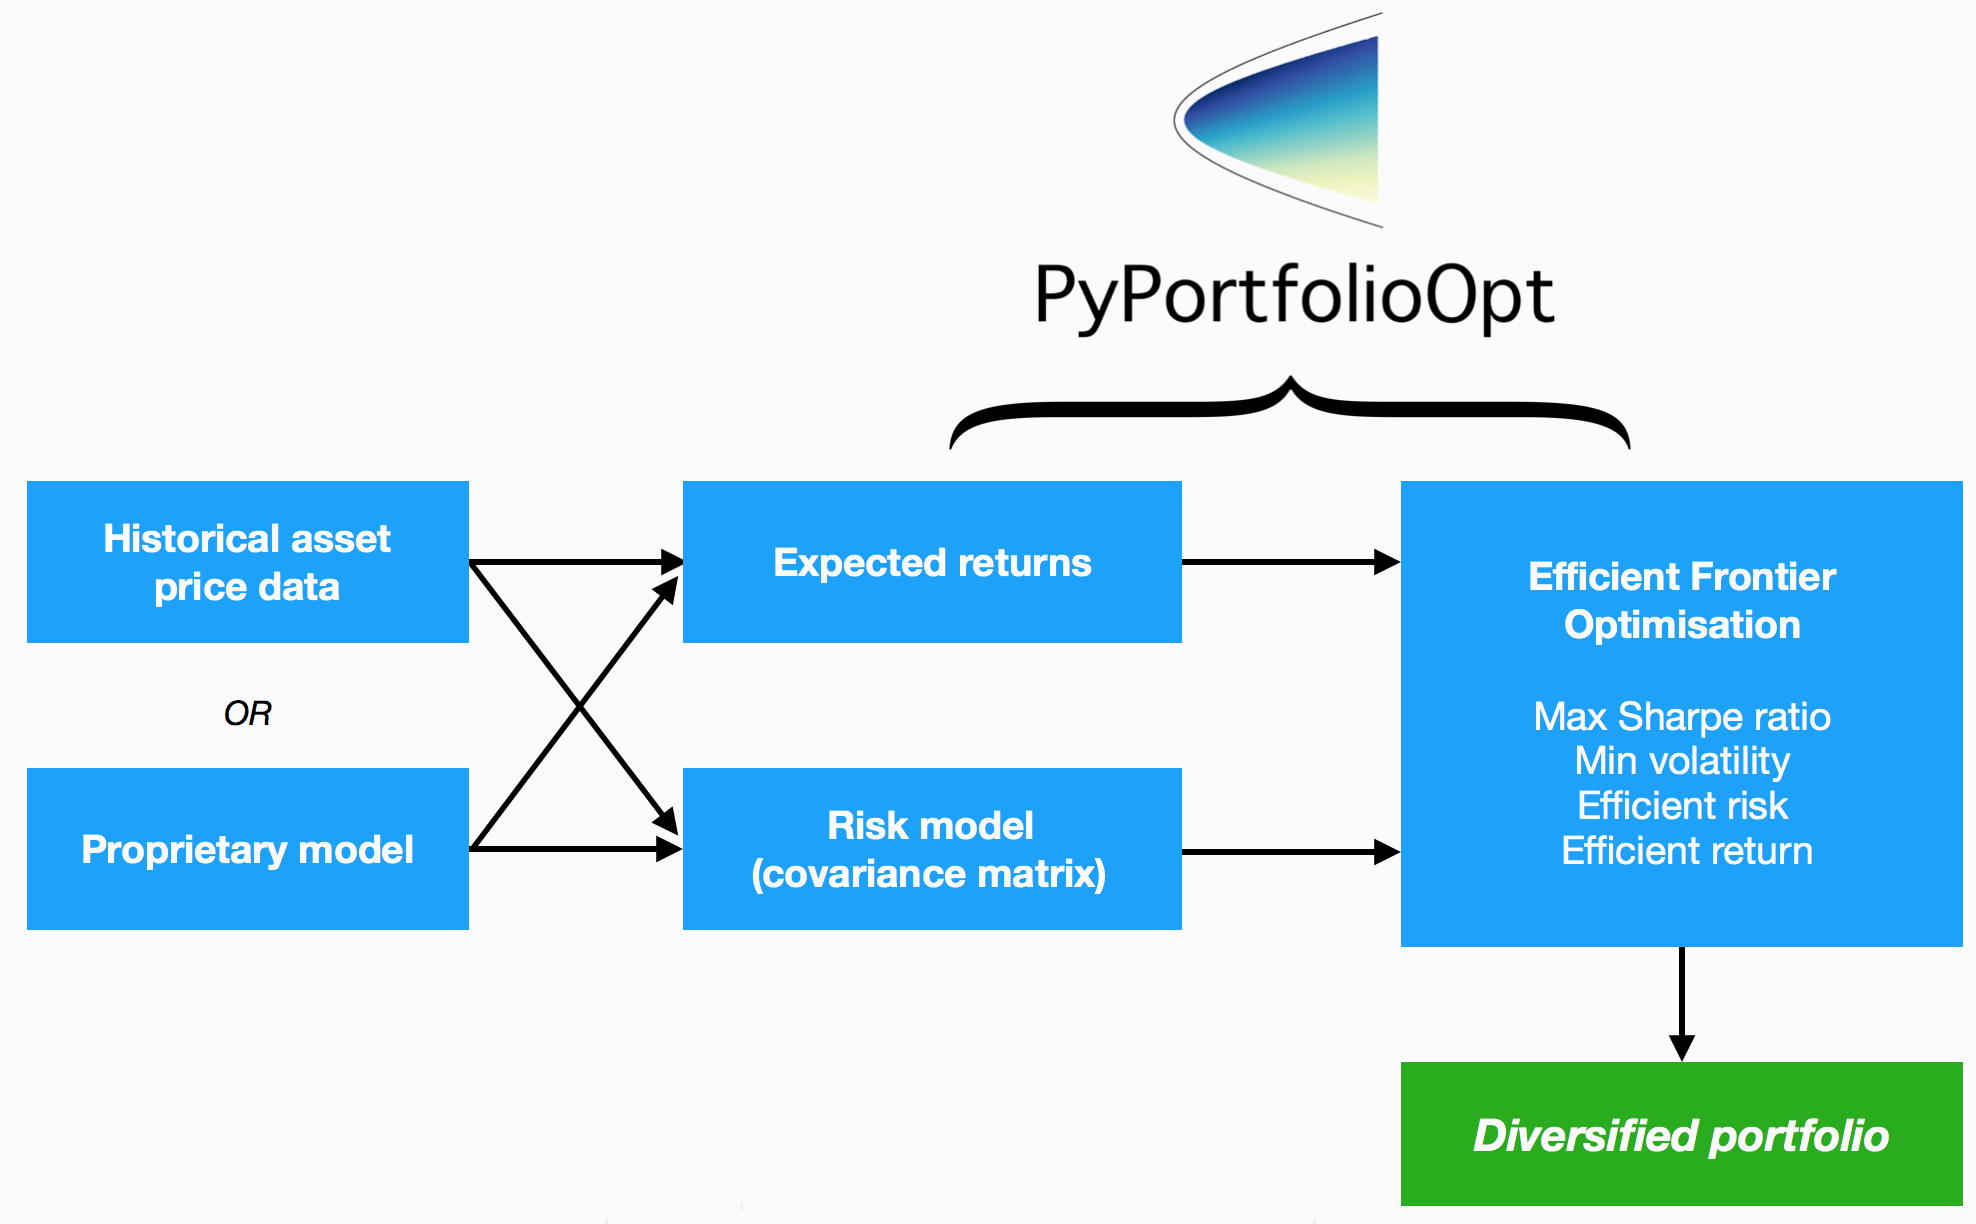 PyPortfolioOpt
Historical asset
price data
OR
Proprietary model
Expected returns
Risk model
(covariance matrix)
Efficient Frontier
Optimisation
Max Sharpe ratio
Min volatility
Efficient risk
Efficient return
Diversified portfolio